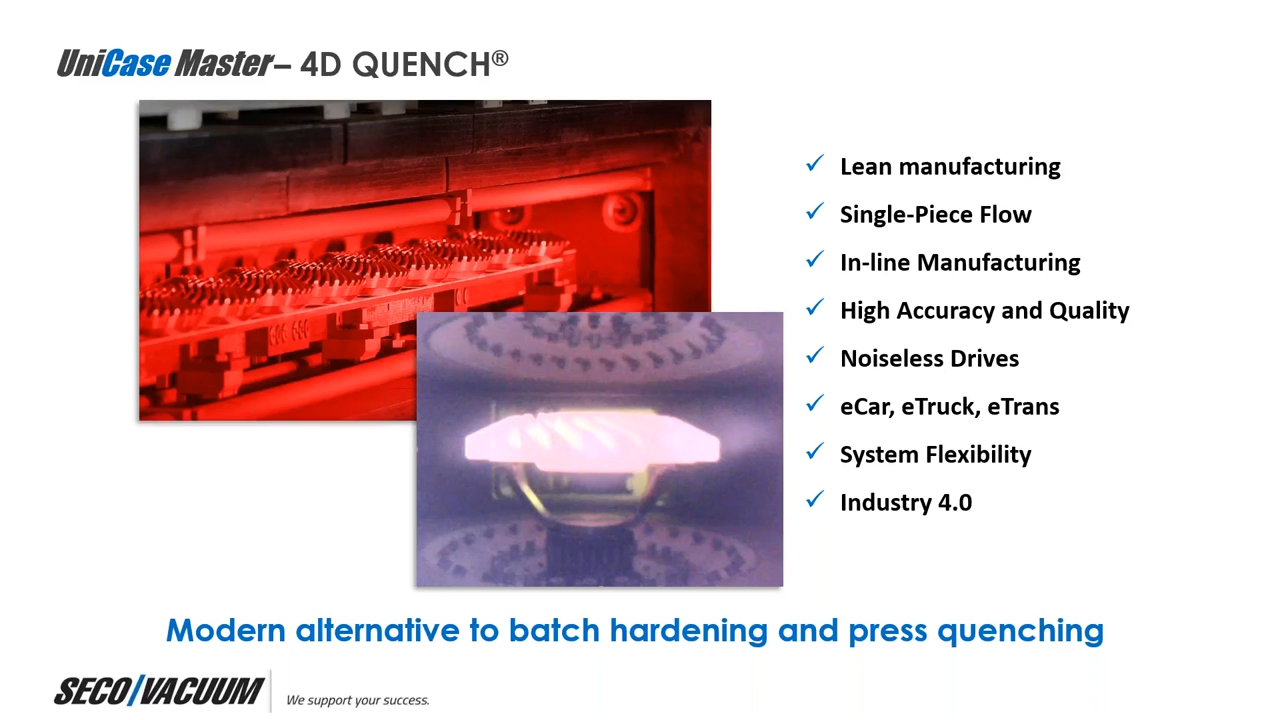 UniCase Master – 4D QUENCH®
Lean manufacturing
Single-Piece Flow
In-line Manufacturing
High Accuracy and Quality
Noiseless Drives
eCar, eTruck, eTrans
System Flexibility
Industry 4.0
Modern alternative to batch hardening and press quenching
SECO/VACUUM
We support your success.